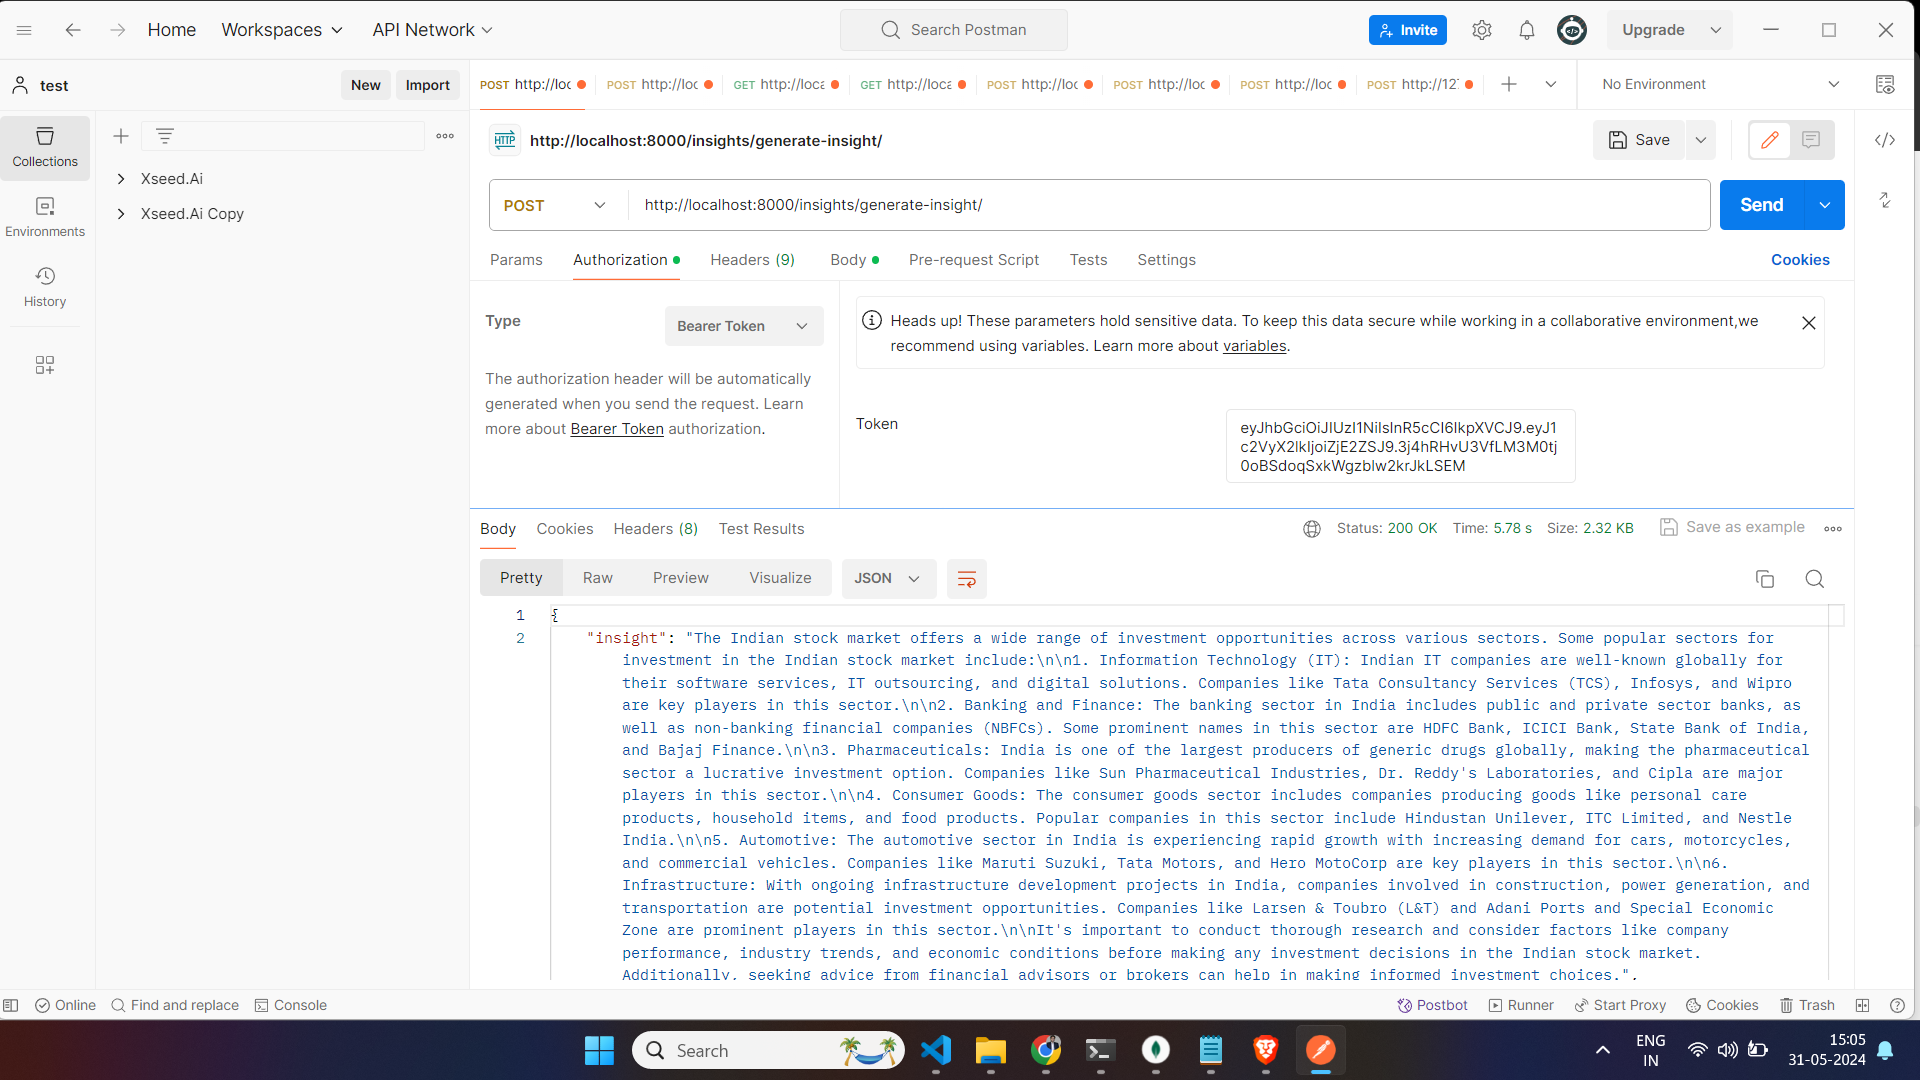 Home Workspaces API Network Search Postman Invite Upgrade
test New Import
POST http://loc POST http://loc GET http://loca GET http://loca POST http://loc POST http://loc POST http://loc POST http://12 No Environment
Collections
Environments
History
Xseed.Ai
Xseed.Ai Copy
HTTP http://localhost:8000/insights/generate-insight/ Save
POST http://localhost:8000/insights/generate-insight/ Send
Params Authorization Headers (9) Body Pre-request Script Tests Settings Cookies
Type Bearer Token
The authorization header will be automatically
generated when you send the request. Learn
more about Bearer Token authorization.
Heads up! These parameters hold sensitive data. To keep this data secure while working in a collaborative environment,we
recommend using variables. Learn more about variables.
Token
Body Cookies Headers (8) Test Results Status: 200 OK Time: 5.78 s Size: 2.32 KB Save as example
Pretty Raw Preview Visualize JSON
1 {
2 "insight": "The Indian stock market offers a wide range of investment opportunities across various sectors. Some popular sectors for
investment in the Indian stock market include:\n\n1. Information Technology (IT): Indian IT companies are well-known globally for
their software services, IT outsourcing, and digital solutions. Companies like Tata Consultancy Services (TCS), Infosys, and Wipro
are key players in this sector.\n\n2. Banking and Finance: The banking sector in India includes public and private sector banks, as
well as non-banking financial companies (NBFCs). Some prominent names in this sector are HDFC Bank, ICICI Bank, State Bank of India,
and Bajaj Finance.\n\n3. Pharmaceuticals: India is one of the largest producers of generic drugs globally, making the pharmaceutical
sector a lucrative investment option. Companies like Sun Pharmaceutical Industries, Dr. Reddy's Laboratories, and Cipla are major
players in this sector.\n\n4. Consumer Goods: The consumer goods sector includes companies producing goods like personal care
products, household items, and food products. Popular companies in this sector include Hindustan Unilever, ITC Limited, and Nestle
India.\n\n5. Automotive: The automotive sector in India is experiencing rapid growth with increasing demand for cars, motorcycles,
and commercial vehicles. Companies like Maruti Suzuki, Tata Motors, and Hero MotoCorp are key players in this sector.\n\n6.
Infrastructure: With ongoing infrastructure development projects in India, companies involved in construction, power generation, and
transportation are potential investment opportunities. Companies like Larsen & Toubro (L&T) and Adani Ports and Special Economic
Zone are prominent players in this sector.\n\nIt's important to conduct thorough research and consider factors like company
performance, industry trends, and economic conditions before making any investment decisions in the Indian stock market.
Additionally, seeking advice from financial advisors or brokers can help in making informed investment choices.",
Online Find and replace Console Postbot Runner Start Proxy Cookies Trash
Search
ENG
IN
15:05
31-05-2024